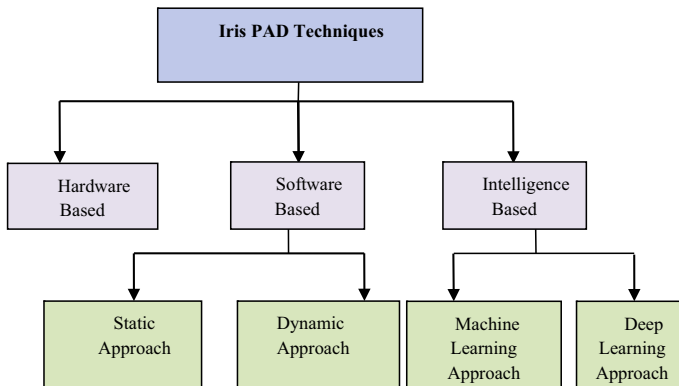 Iris PAD Techniques
Hardware
Based
Software
Based
Intelligence
Based
Static
Approach
Dynamic
Approach
Machine
Learning
Approach
Deep
Learning
Approach